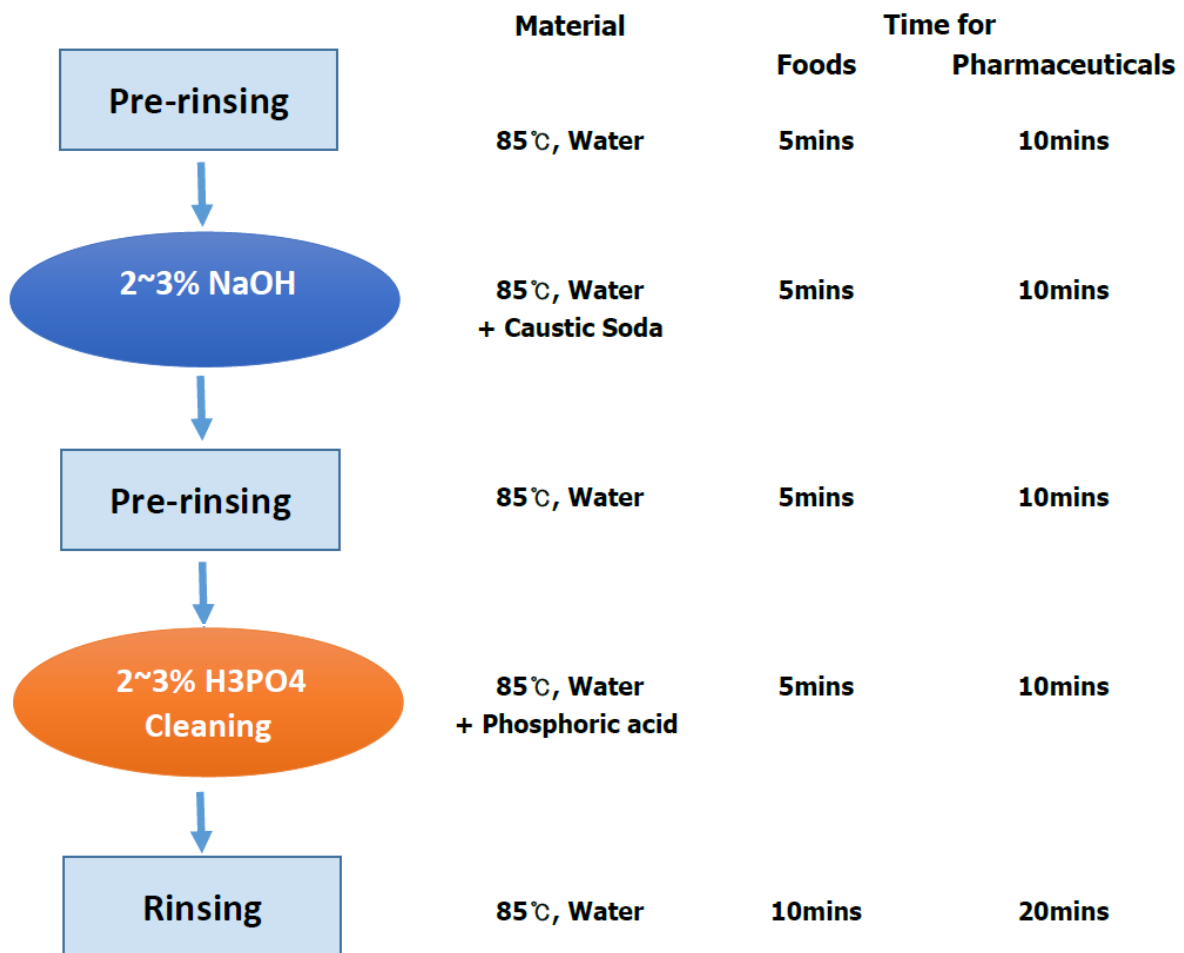 Material Time for
Foods Pharmaceuticals
Pre-rinsing
85℃, Water 5mins 10mins
2~3% NaOH
85℃, Water 5mins 10mins
+ Caustic Soda
Pre-rinsing
85℃, Water 5mins 10mins
2~3% H3PO4
Cleaning
85℃, Water 5mins 10mins
+ Phosphoric acid
Rinsing
85℃, Water 10mins 20mins